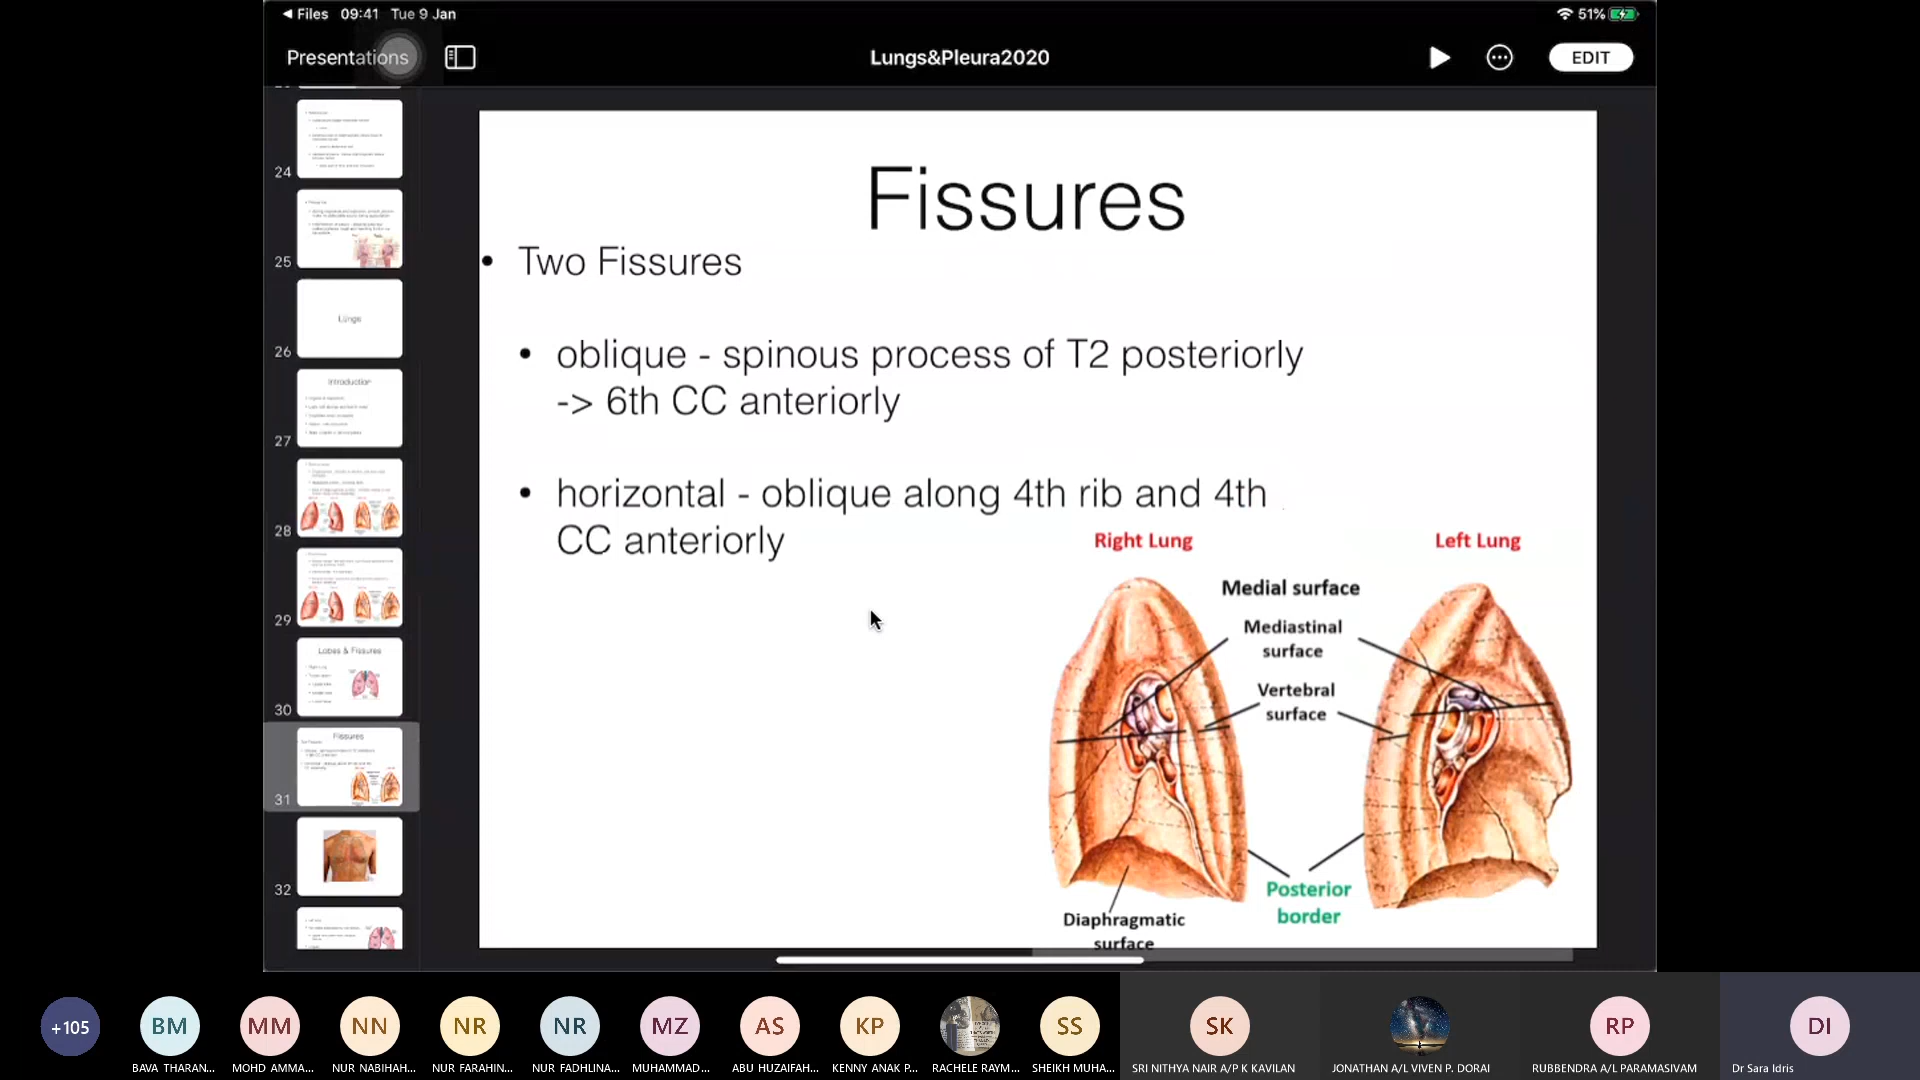 Files 09:41 Tue 9 Jan
51%
Presentations
Lungs&Pleura2020
EDIT
24
25
Lungs
26
Introduction
27
28
29
Lobes & Fissures
30
Fissures
31
32
Fissures
• Two Fissures
• oblique - spinous process of T2 posteriorly
-> 6th CC anteriorly
• horizontal - oblique along 4th rib and 4th
CC anteriorly
Right Lung
Left Lung
Medial surface
Mediastinal
surface
Vertebral
surface
Posterior
border
Diaphragmatic
surface
+105
BM
MM
NN
NR
NR
MZ
AS
KP
SS
SK
RP
DI
BAVA THARAN...
MOHD AMMA...
NUR NABIHAH...
NUR FARAHIN...
NUR FADHLINA...
MUHAMMAD...
ABU HUZAIFAH...
KENNY ANAK P...
RACHELE RAYM...
SHEIKH MUHA...
SRI NITHYA NAIR A/P K KAVILAN
JONATHAN A/L VIVEN P. DORAI
RUBBENDRA A/L PARAMASIVAM
Dr Sara Idris